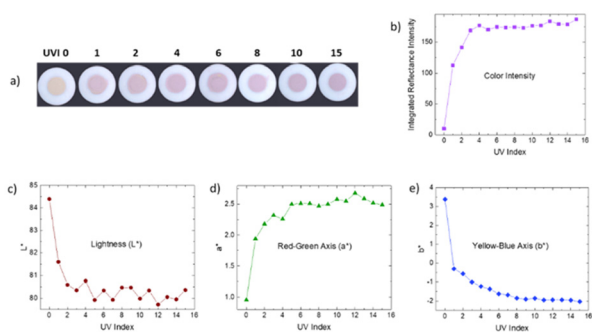 UVI 0 1 2 4 6 8 10 15
a)
b)
Integrated Reflectance Intensity
150
100
50
0
Color Intensity
0 2 4 6 8 10 12 14 16
UV Index
c)
L*
85
84
83
82
81
80
Lightness (L*)
0 2 4 6 8 10 12 14 16
UV Index
d)
a*
2.5
2.0
1.5
1.0
Red-Green Axis (a*)
0 2 4 6 8 10 12 14 16
UV Index
e)
b*
4
3
2
1
0
-1
-2
Yellow-Blue Axis (b*)
0 2 4 6 8 10 12 14 16
UV Index